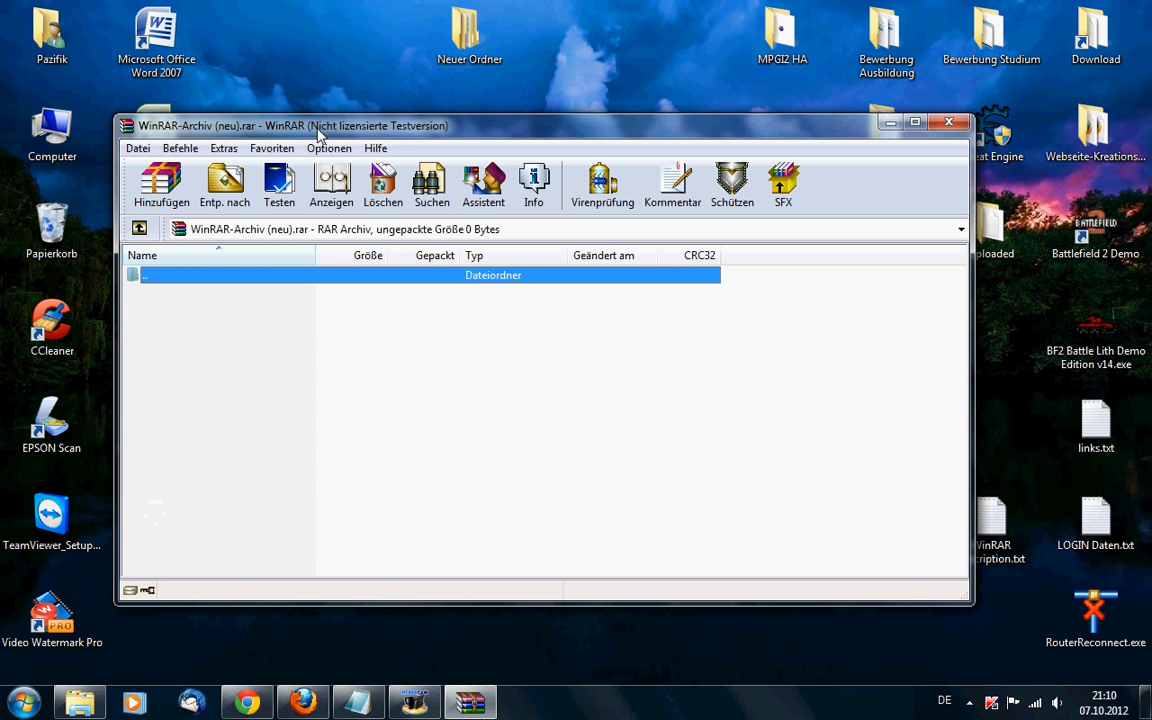 Pazifik
Microsoft Office
Word 2007
Neuer Ordner
MPGI2 HA
Bewerbung
Ausbildung
Bewerbung Studium
Download
WinRAR-Archiv (neu).rar - WinRAR (Nicht lizensierte Testversion)
Datei Befehle Extras Favoriten Optionen Hilfe
Hinzufügen Entp. nach Testen Anzeigen Löschen Suchen Assistent Info Virenprüfung Kommentar Schützen SFX
WinRAR-Archiv (neu).rar - RAR Archiv, ungepackte Größe 0 Bytes
Name Größe Gepackt Typ Geändert am CRC32
.. Dateiordner
Computer
Papierkorb
CCleaner
EPSON Scan
TeamViewer_Setup...
Video Watermark Pro
PRO
eat Engine
Webseite-Kreations...
oaded
BATTLEFIELD
Battlefield 2 Demo
BF2 Battle Lith Demo
Edition v14.exe
links.txt
inRAR
cription.txt
LOGIN Daten.txt
RouterReconnect.exe
HYPERCAM
DE
21:10
07.10.2012